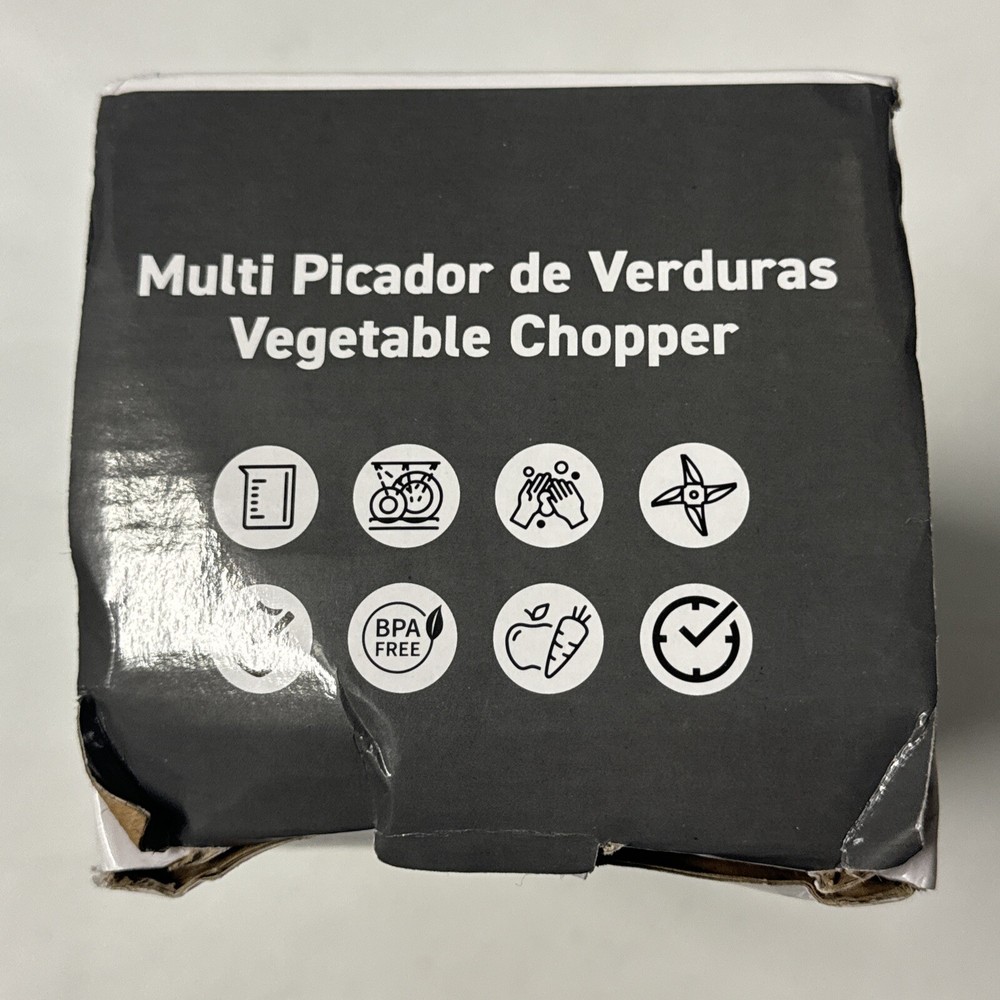 Multi Picador de Verduras
Vegetable Chopper
BPA
FREE